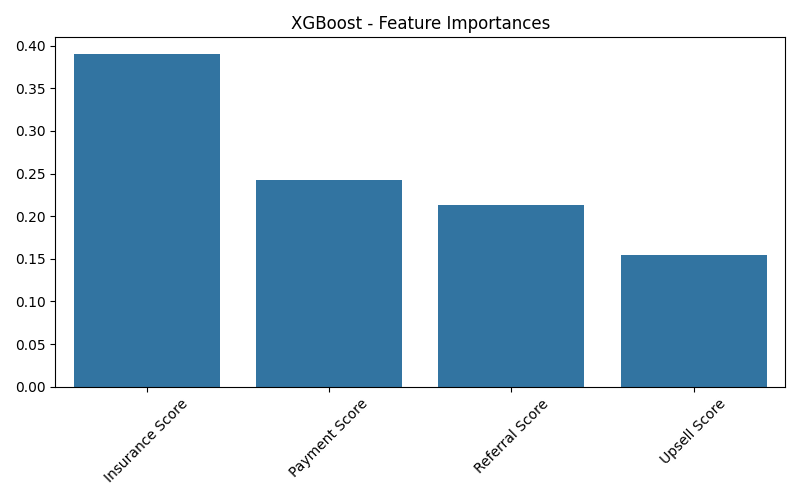 XGBoost - Feature Importances
0.40
0.35
0.30
0.25
0.20
0.15
0.10
0.05
0.00
Insurance Score
Payment Score
Referral Score
Upsell Score